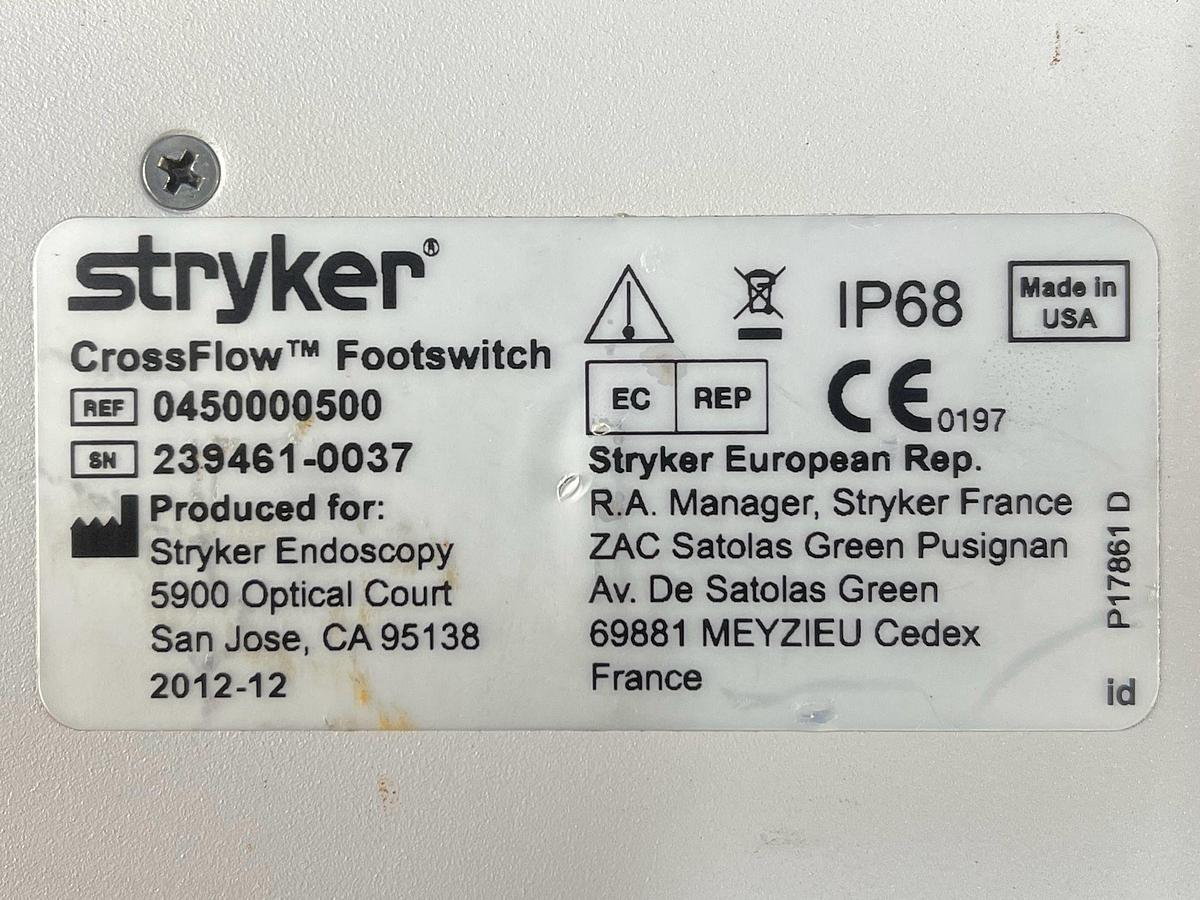 stryker®
CrossFlow™ Footswitch
REF 0450000500
SN 239461-0037
Produced for:
Stryker Endoscopy
5900 Optical Court
San Jose, CA 95138
2012-12
IP68
Made in
USA
EC REP
CE 0197
Stryker European Rep.
R.A. Manager, Stryker France
ZAC Satolas Green Pusignan
Av. De Satolas Green
69881 MEYZIEU Cedex
France
P17861 D
id